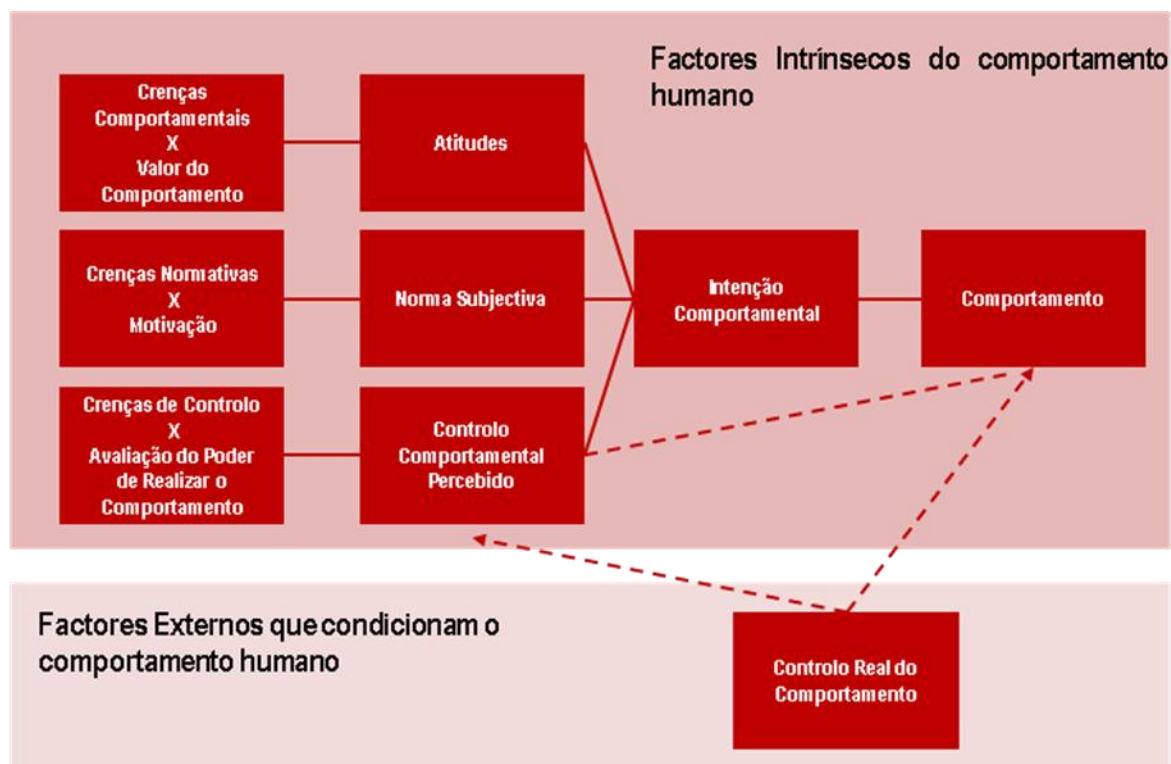 Factores Intrínsecos do comportamento
humano
Crenças
Comportamentais
X
Valor do
Comportamento
Atitudes
Crenças Normativas
X
Motivação
Norma Subjectiva
Intenção
Comportamental
Comportamento
Crenças de Controlo
X
Avaliação do Poder
de Realizar o
Comportamento
Controlo
Comportamental
Percebido
Factores Externos que condicionam o
comportamento humano
Controlo Real do
Comportamento